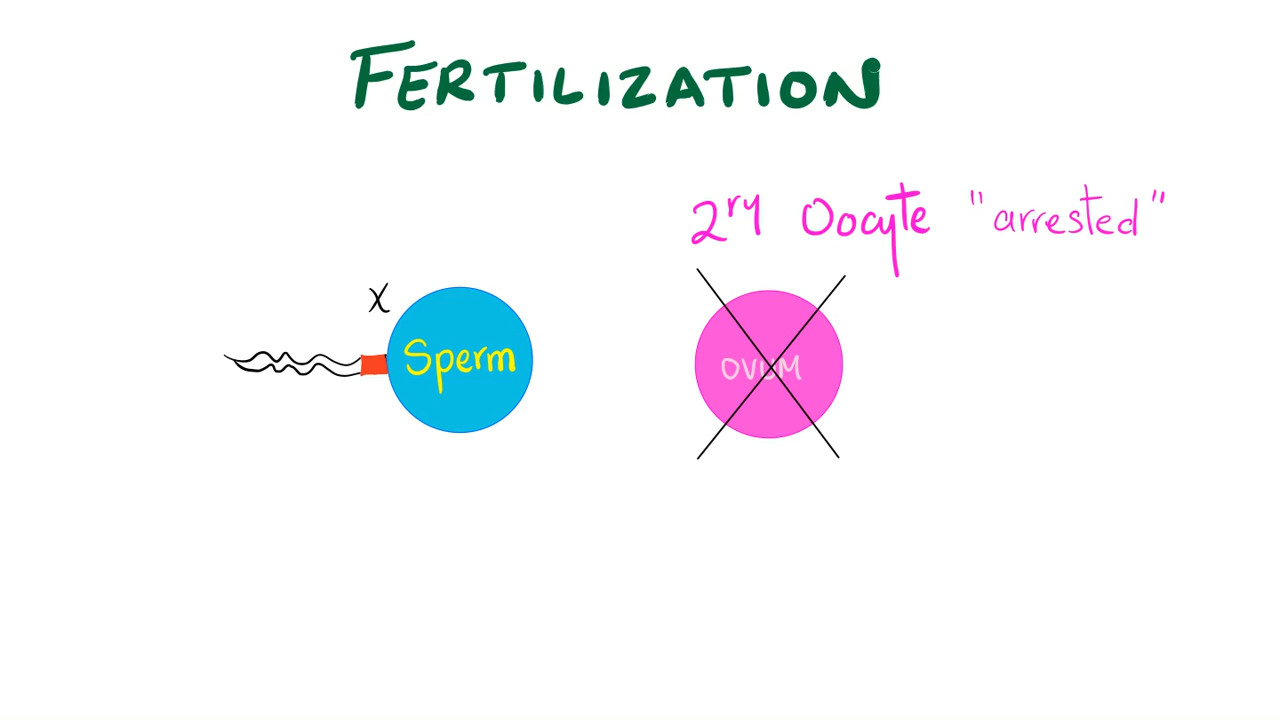 FERTILIZATION
2ry Oocyte "arrested"
X
Sperm
OVUM